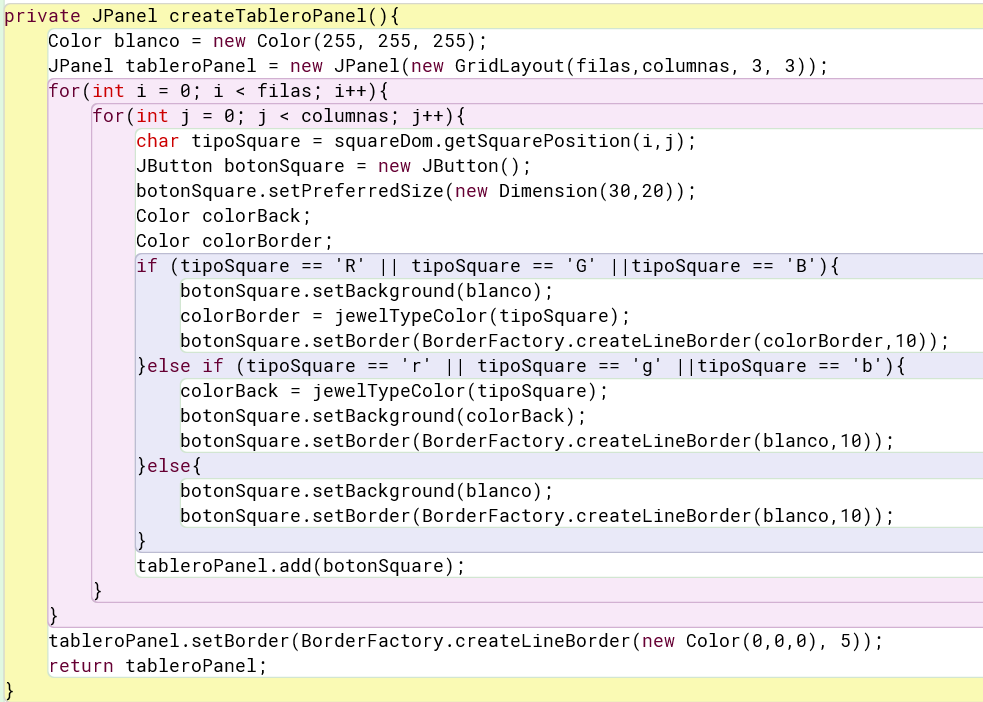 private JPanel createTableroPanel(){
    Color blanco = new Color(255, 255, 255);
    JPanel tableroPanel = new JPanel(new GridLayout(filas,columnas, 3, 3));
    for(int i = 0; i < filas; i++){
        for(int j = 0; j < columnas; j++){
            char tipoSquare = squareDom.getSquarePosition(i,j);
            JButton botonSquare = new JButton();
            botonSquare.setPreferredSize(new Dimension(30,20));
            Color colorBack;
            Color colorBorder;
            if (tipoSquare == 'R' || tipoSquare == 'G' ||tipoSquare == 'B'){
                botonSquare.setBackground(blanco);
                colorBorder = jewelTypeColor(tipoSquare);
                botonSquare.setBorder(BorderFactory.createLineBorder(colorBorder,10));
            }else if (tipoSquare == 'r' || tipoSquare == 'g' ||tipoSquare == 'b'){
                colorBack = jewelTypeColor(tipoSquare);
                botonSquare.setBackground(colorBack);
                botonSquare.setBorder(BorderFactory.createLineBorder(blanco,10));
            }else{
                botonSquare.setBackground(blanco);
                botonSquare.setBorder(BorderFactory.createLineBorder(blanco,10));
            }
            tableroPanel.add(botonSquare);
        }
    }
    tableroPanel.setBorder(BorderFactory.createLineBorder(new Color(0,0,0), 5));
    return tableroPanel;
}